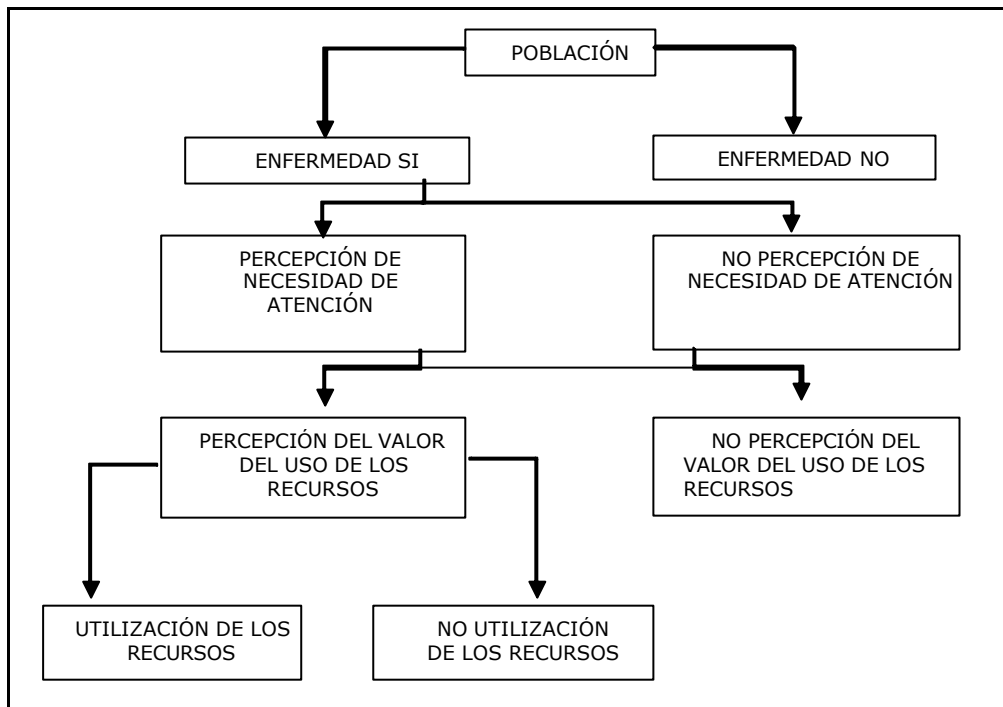 POBLACIÓN
ENFERMEDAD SI
ENFERMEDAD NO
PERCEPCIÓN DE
NECESIDAD DE
ATENCIÓN
NO PERCEPCIÓN DE
NECESIDAD DE ATENCIÓN
PERCEPCIÓN DEL VALOR
DEL USO DE LOS
RECURSOS
NO PERCEPCIÓN DEL
VALOR DEL USO DE LOS
RECURSOS
UTILIZACIÓN DE LOS
RECURSOS
NO UTILIZACIÓN
DE LOS RECURSOS